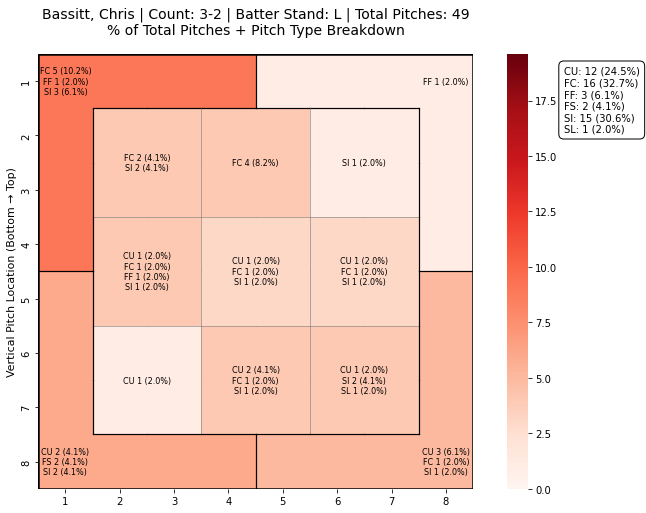 Bassitt, Chris | Count: 3-2 | Batter Stand: L | Total Pitches: 49
% of Total Pitches + Pitch Type Breakdown
FC 5 (10.2%)
FF 1 (2.0%)
SI 3 (6.1%)
FF 1 (2.0%)
FC 2 (4.1%)
SI 2 (4.1%)
FC 4 (8.2%)
SI 1 (2.0%)
CU 1 (2.0%)
FC 1 (2.0%)
FF 1 (2.0%)
SI 1 (2.0%)
CU 1 (2.0%)
FC 1 (2.0%)
SI 1 (2.0%)
CU 1 (2.0%)
FC 1 (2.0%)
SI 1 (2.0%)
CU 1 (2.0%)
CU 2 (4.1%)
FC 1 (2.0%)
SI 1 (2.0%)
CU 1 (2.0%)
SI 2 (4.1%)
SL 1 (2.0%)
CU 2 (4.1%)
FS 2 (4.1%)
SI 2 (4.1%)
CU 3 (6.1%)
FC 1 (2.0%)
SI 1 (2.0%)
Vertical Pitch Location (Bottom → Top)
1
2
3
4
5
6
7
8
1
2
3
4
5
6
7
8
17.5
15.0
12.5
10.0
7.5
5.0
2.5
0.0
CU: 12 (24.5%)
FC: 16 (32.7%)
FF: 3 (6.1%)
FS: 2 (4.1%)
SI: 15 (30.6%)
SL: 1 (2.0%)